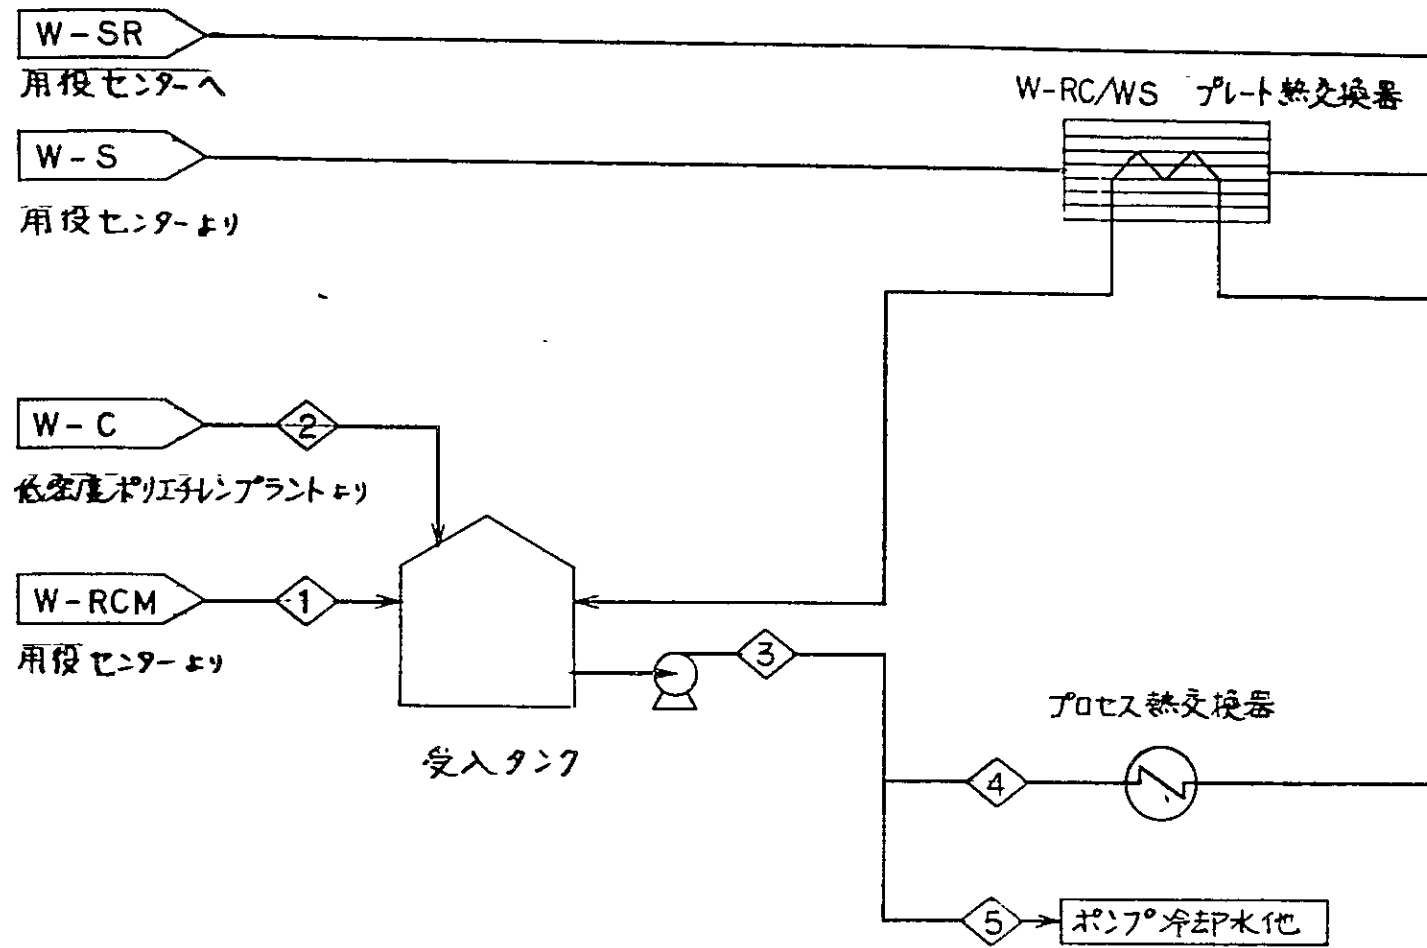 W-SR
用役センターへ
W-RC/WS プレート熱交換器
W-S
用役センターより
W-C
2
低密度ポリエチレンプラントより
W-RCM
1
用役センターより
3
受入タンク
プロセス熱交換器
4
5
ポンプ冷却水他